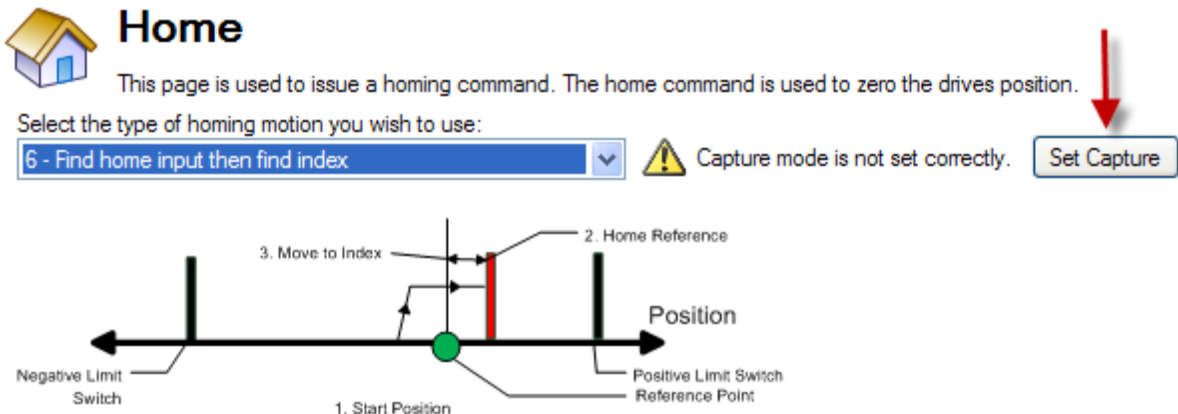 Home
This page is used to issue a homing command. The home command is used to zero the drives position.
Select the type of homing motion you wish to use:
6 - Find home input then find index
Capture mode is not set correctly.
Set Capture
2. Home Reference
3. Move to Index
Position
Negative Limit
Switch
Positive Limit Switch
Reference Point
1. Start Position